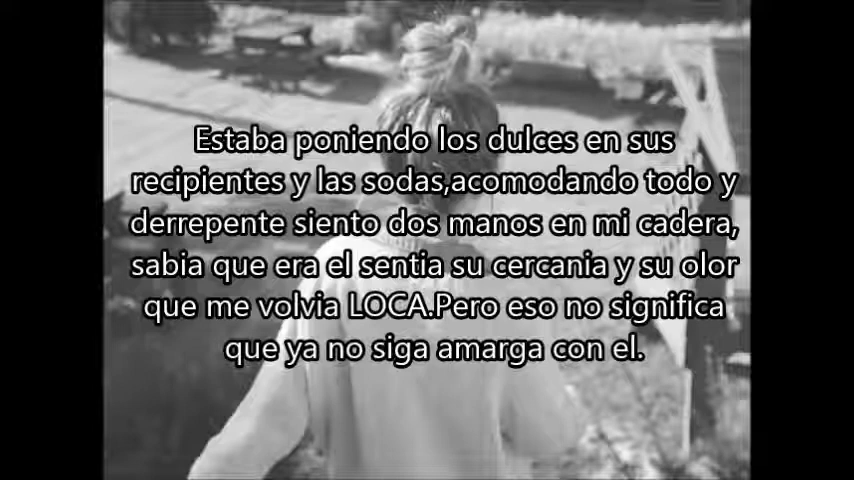 Estaba poniendo los dulces en sus
recipientes y las sodas,acomodando todo y
derrepente siento dos manos en mi cadera,
sabia que era el sentia su cercania y su olor
que me volvia LOCA.Pero eso no significa
que ya no siga amarga con el.